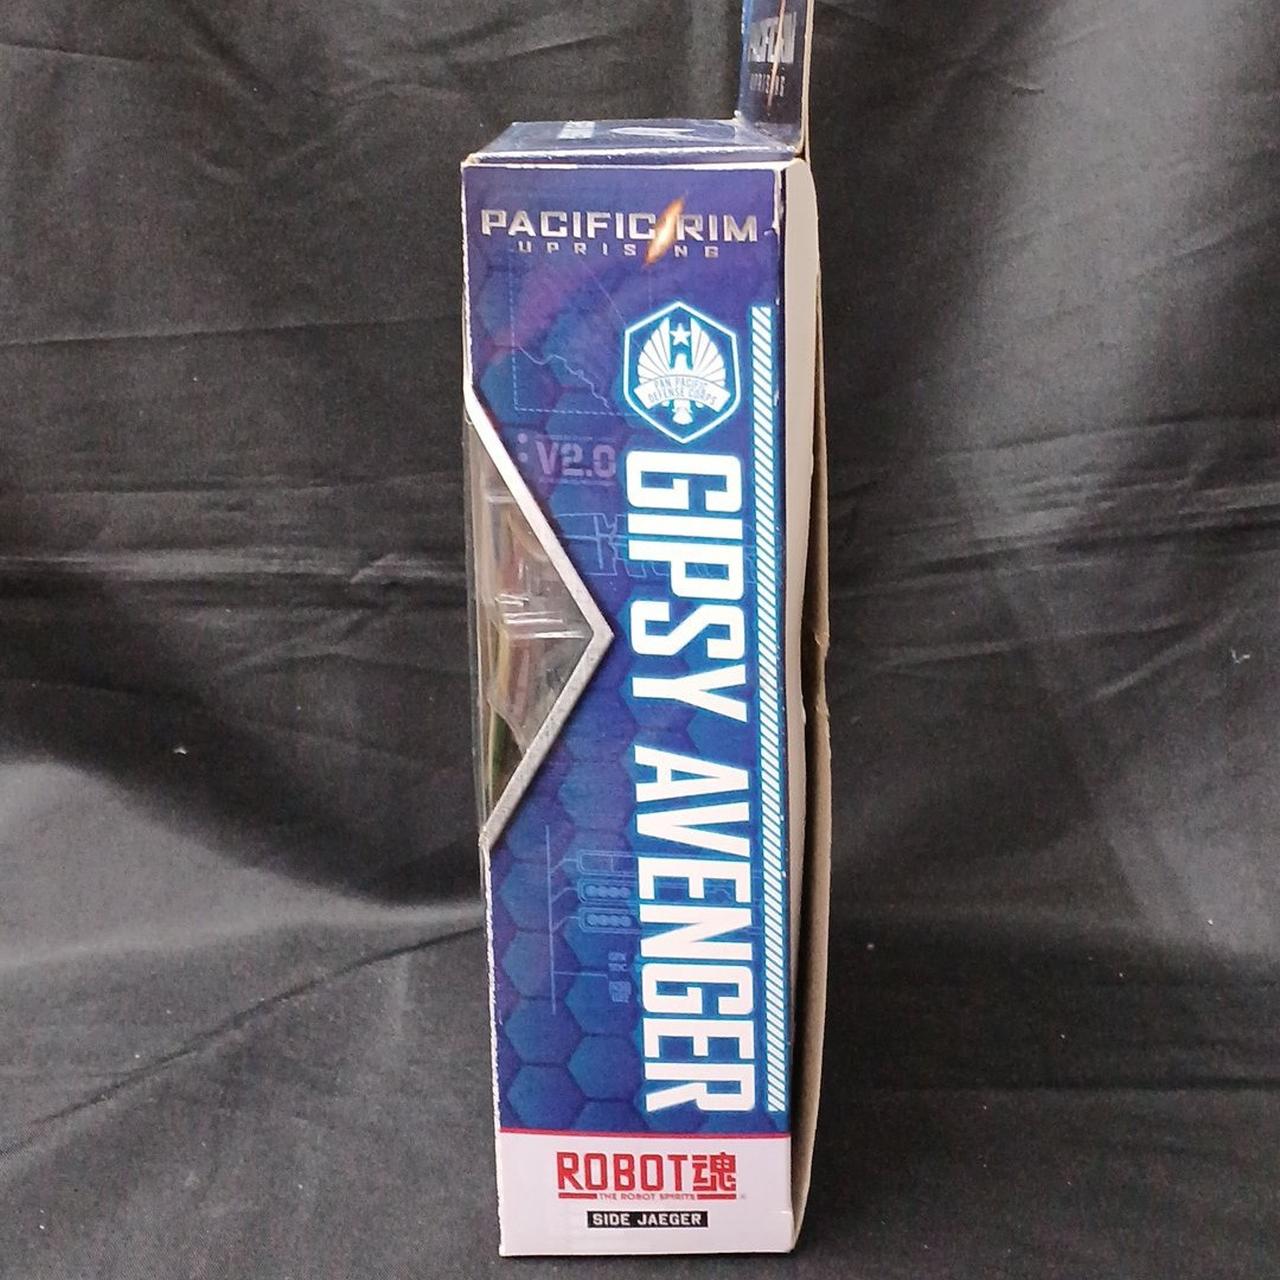 UPRISING
PACIFIC RIM
UPRISING
PAN PACIFIC
DEFENSE CORPS
V2.0
GIPSY AVENGER
ROBOT魂
THE ROBOT SPIRITS
SIDE JAEGER